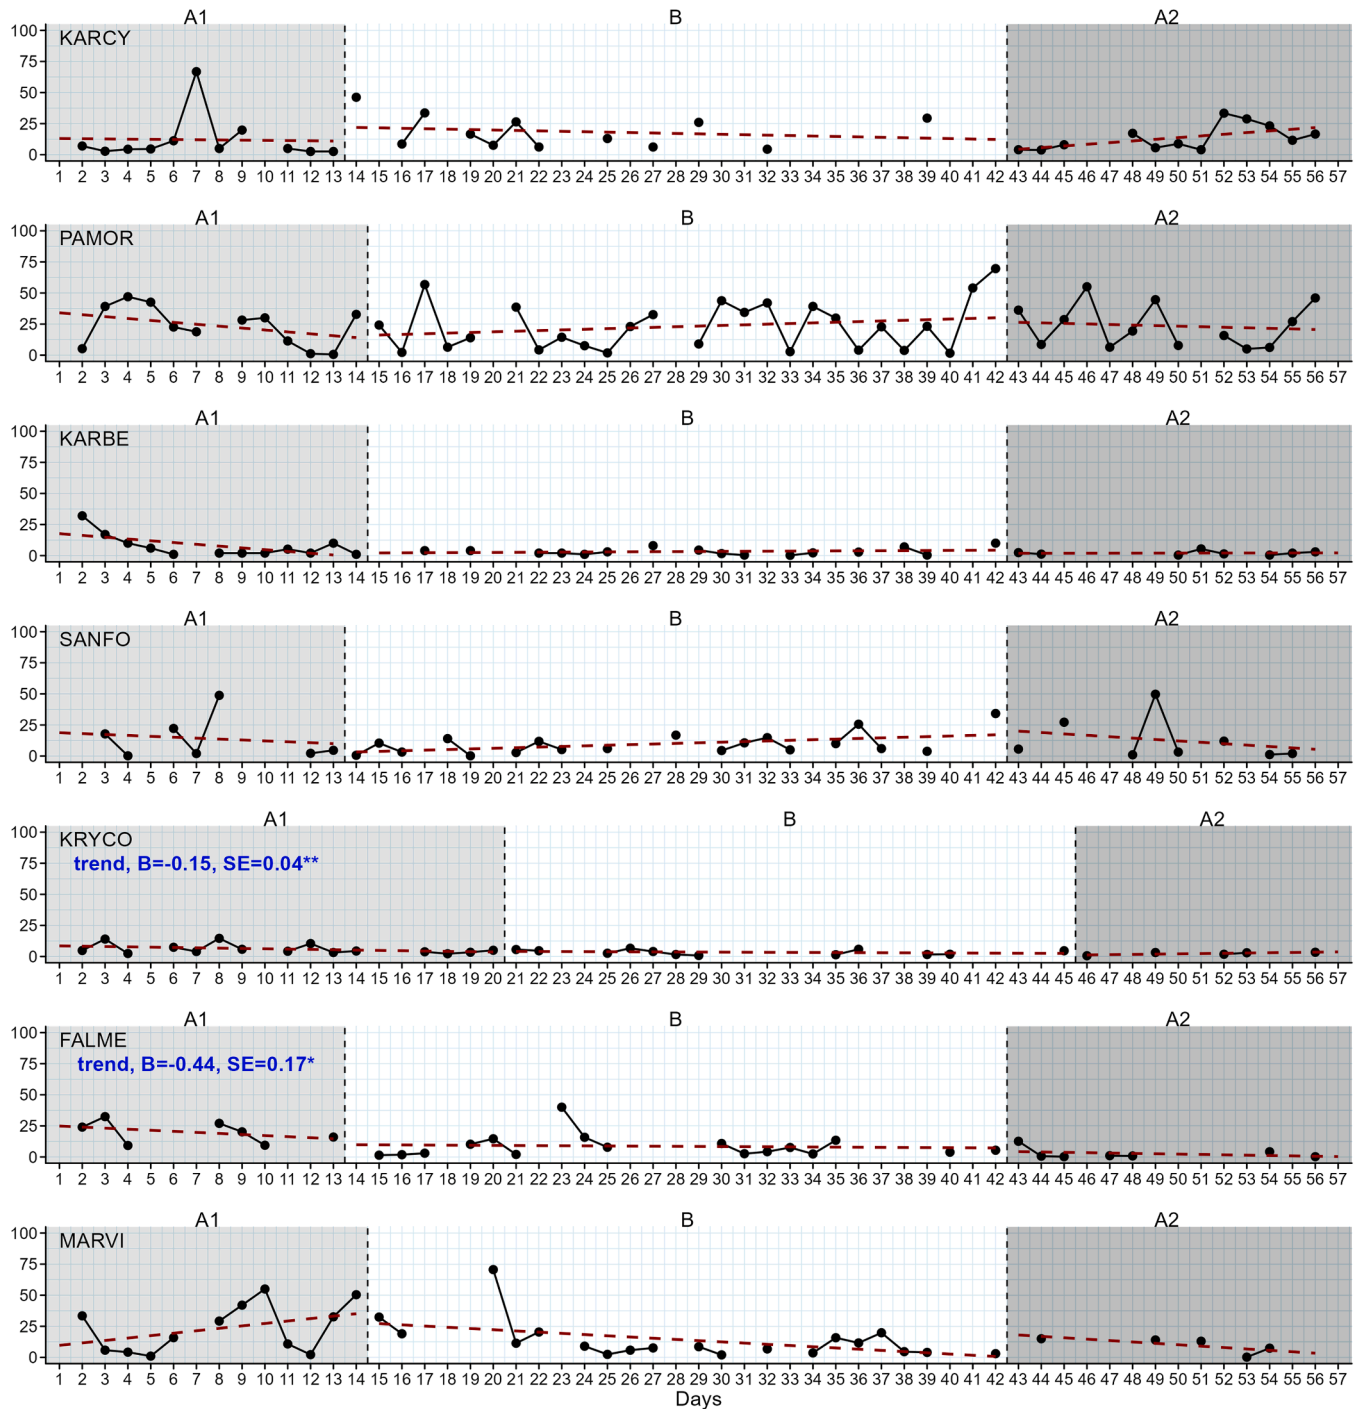 A1 B A2
100 KARCY
75
50
25
0
1 2 3 4 5 6 7 8 9 10 11 12 13 14 15 16 17 18 19 20 21 22 23 24 25 26 27 28 29 30 31 32 33 34 35 36 37 38 39 40 41 42 43 44 45 46 47 48 49 50 51 52 53 54 55 56 57
A1 B A2
100 PAMOR
75
50
25
0
1 2 3 4 5 6 7 8 9 10 11 12 13 14 15 16 17 18 19 20 21 22 23 24 25 26 27 28 29 30 31 32 33 34 35 36 37 38 39 40 41 42 43 44 45 46 47 48 49 50 51 52 53 54 55 56 57
A1 B A2
100 KARBE
75
50
25
0
1 2 3 4 5 6 7 8 9 10 11 12 13 14 15 16 17 18 19 20 21 22 23 24 25 26 27 28 29 30 31 32 33 34 35 36 37 38 39 40 41 42 43 44 45 46 47 48 49 50 51 52 53 54 55 56 57
A1 B A2
100 SANFO
75
50
25
0
1 2 3 4 5 6 7 8 9 10 11 12 13 14 15 16 17 18 19 20 21 22 23 24 25 26 27 28 29 30 31 32 33 34 35 36 37 38 39 40 41 42 43 44 45 46 47 48 49 50 51 52 53 54 55 56 57
A1 B A2
100 KRYCO
75 trend, B=-0.15, SE=0.04**
50
25
0
1 2 3 4 5 6 7 8 9 10 11 12 13 14 15 16 17 18 19 20 21 22 23 24 25 26 27 28 29 30 31 32 33 34 35 36 37 38 39 40 41 42 43 44 45 46 47 48 49 50 51 52 53 54 55 56 57
A1 B A2
100 FALME
75 trend, B=-0.44, SE=0.17*
50
25
0
1 2 3 4 5 6 7 8 9 10 11 12 13 14 15 16 17 18 19 20 21 22 23 24 25 26 27 28 29 30 31 32 33 34 35 36 37 38 39 40 41 42 43 44 45 46 47 48 49 50 51 52 53 54 55 56 57
A1 B A2
100 MARVI
75
50
25
0
1 2 3 4 5 6 7 8 9 10 11 12 13 14 15 16 17 18 19 20 21 22 23 24 25 26 27 28 29 30 31 32 33 34 35 36 37 38 39 40 41 42 43 44 45 46 47 48 49 50 51 52 53 54 55 56 57
Days